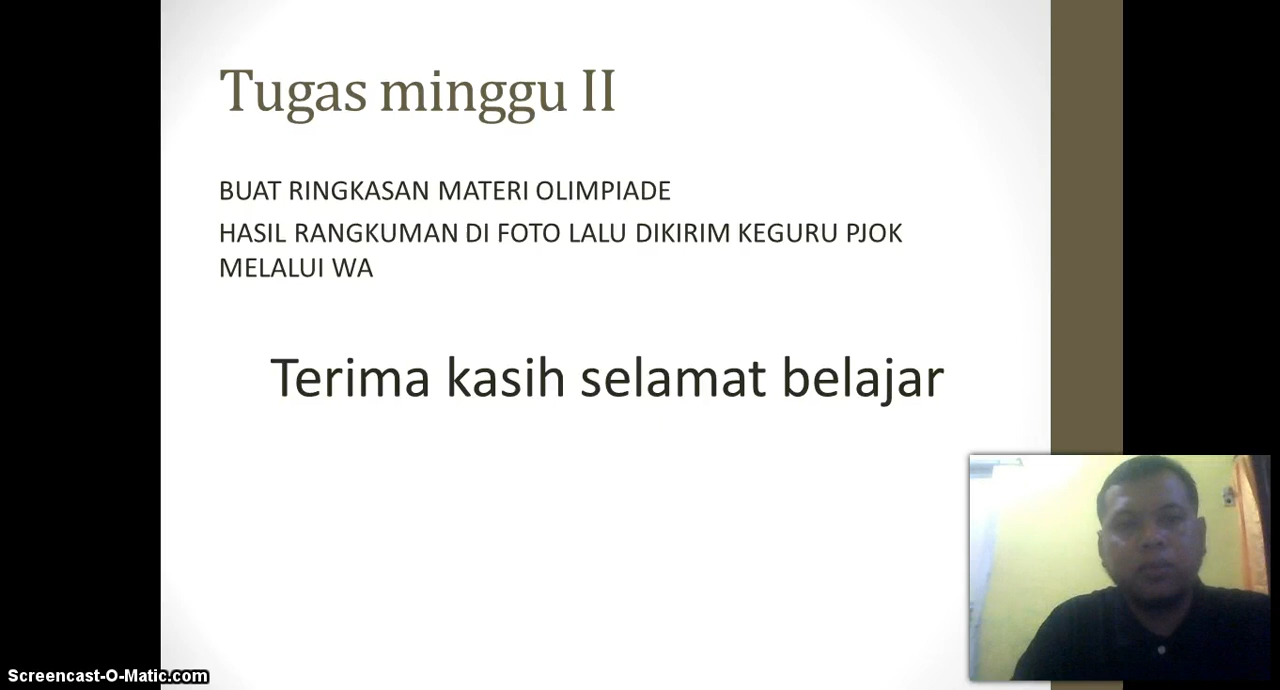 Tugas minggu II
BUAT RINGKASAN MATERI OLIMPIADE
HASIL RANGKUMAN DI FOTO LALU DIKIRIM KEGURU PJOK
MELALUI WA
Terima kasih selamat belajar
Screencast-O-Matic.com